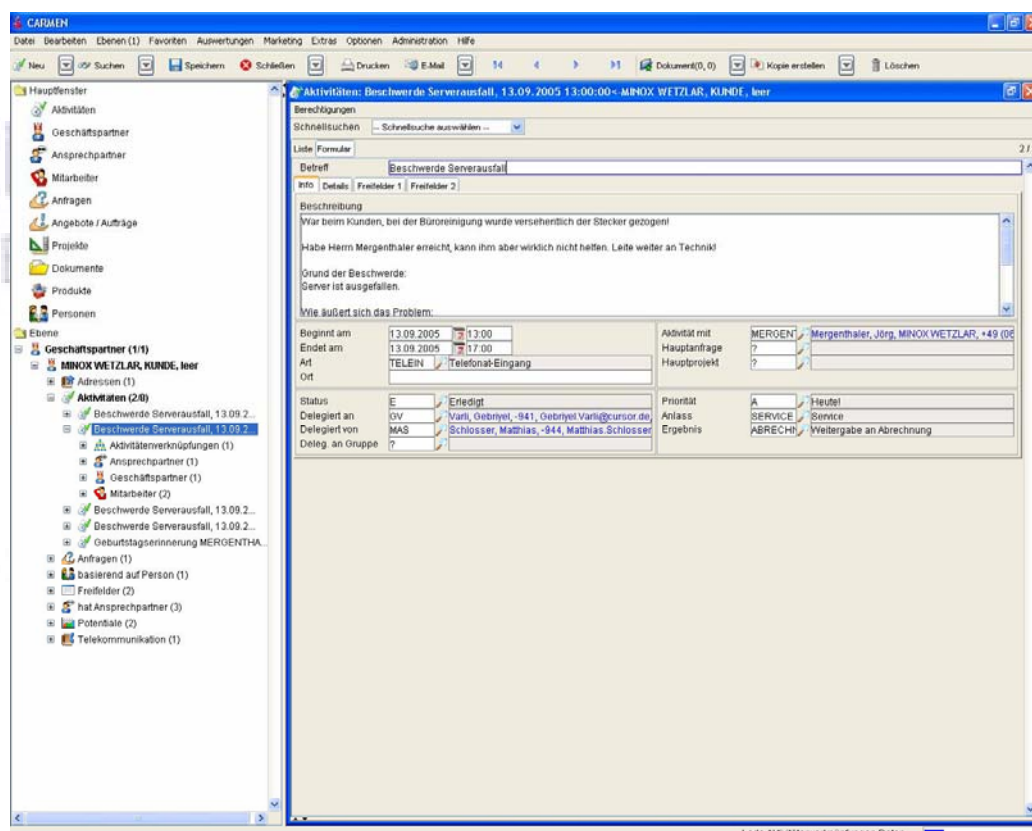 CARMEN
Datei Bearbeiten Ebenen (1) Favoriten Auswertungen Marketing Extras Optionen Administration Hilfe
Neu Suchen Speichern Schließen Drucken E-Mail Dokument(0, 0) Kopie erstellen Löschen
Hauptfenster
Aktivitäten
Geschäftspartner
Ansprechpartner
Mitarbeiter
Anfragen
Angebote / Aufträge
Projekte
Dokumente
Produkte
Personen
Ebene
Geschäftspartner (1/1)
MINOX WETZLAR, KUNDE, leer
Adressen (1)
Aktivitäten (2/8)
Beschwerde Serverausfall, 13.09.2...
Beschwerde Serverausfall, 13.09.2...
Aktivitätenverknüpfungen (1)
Ansprechpartner (1)
Geschäftspartner (1)
Mitarbeiter (2)
Beschwerde Serverausfall, 13.09.2...
Beschwerde Serverausfall, 13.09.2...
Geburtstagserinnerung MERGENTHA...
Anfragen (1)
basierend auf Person (1)
Freifelder (2)
hat Ansprechpartner (3)
Potentiale (2)
Telekommunikation (1)
Aktivitäten: Beschwerde Serverausfall, 13.09.2005 13:00:00<-MINOX WETZLAR, KUNDE, leer
Berechtigungen
Schnellsuchen -- Schnellsuche auswählen --
Liste Formular 2 /
Betreff Beschwerde Serverausfall
Info Details Freifelder 1 Freifelder 2
Beschreibung
War beim Kunden, bei der Büroreinigung wurde versehentlich der Stecker gezogen!
Habe Herrn Mergenthaler erreicht, kann ihm aber wirklich nicht helfen. Leite weiter an Technik!
Grund der Beschwerde:
Server ist ausgefallen.
Wie äußert sich das Problem:
Beginnt am 13.09.2005 13:00 Aktivität mit MERGENT Mergenthaler, Jörg, MINOX WETZLAR, +49 (06
Endet am 13.09.2005 17:00 Hauptanfrage ?
Art TELEIN Telefonat-Eingang Hauptprojekt ?
Ort
Status E Erledigt Priorität A Heute!
Delegiert an GV Varli, Gebriyel, -941, Gebriyel.Varli@cursor.de, Anlass SERVICE Service
Delegiert von MAS Schlosser, Matthias, -944, Matthias.Schlosser Ergebnis ABRECHN Weitergabe an Abrechnung
Deleg. an Gruppe ?